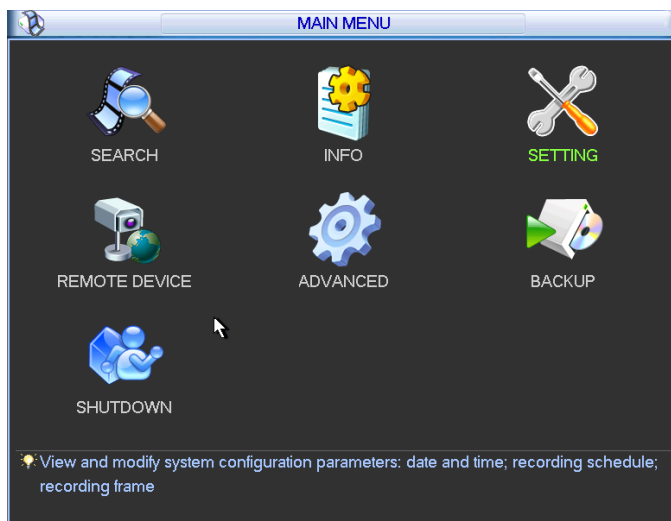 MAIN MENU
SEARCH
INFO
SETTING
REMOTE DEVICE
ADVANCED
BACKUP
SHUTDOWN
View and modify system configuration parameters: date and time; recording schedule;
recording frame